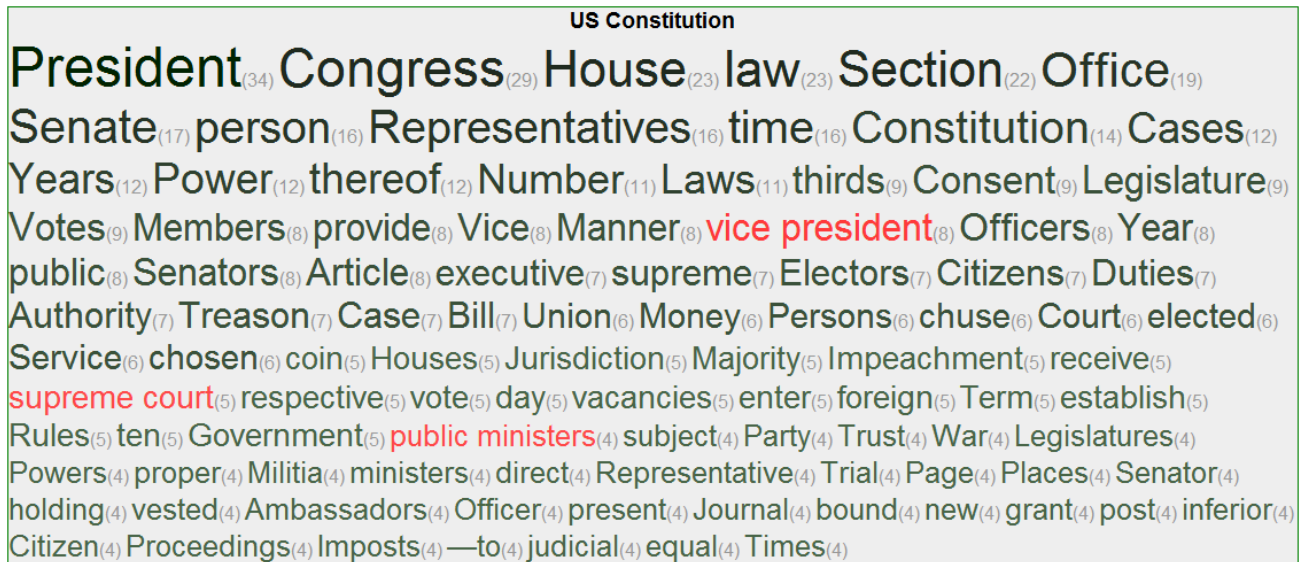 US Constitution
President(34) Congress(29) House(23) law(23) Section(22) Office(19)
Senate(17) person(16) Representatives(16) time(16) Constitution(14) Cases(12)
Years(12) Power(12) thereof(12) Number(11) Laws(11) thirds(9) Consent(9) Legislature(9)
Votes(9) Members(8) provide(8) Vice(8) Manner(8) vice president(8) Officers(8) Year(8)
public(8) Senators(8) Article(8) executive(7) supreme(7) Electors(7) Citizens(7) Duties(7)
Authority(7) Treason(7) Case(7) Bill(7) Union(6) Money(6) Persons(6) chuse(6) Court(6) elected(6)
Service(6) chosen(6) coin(5) Houses(5) Jurisdiction(5) Majority(5) Impeachment(5) receive(5)
supreme court(5) respective(5) vote(5) day(5) vacancies(5) enter(5) foreign(5) Term(5) establish(5)
Rules(5) ten(5) Government(5) public ministers(4) subject(4) Party(4) Trust(4) War(4) Legislatures(4)
Powers(4) proper(4) Militia(4) ministers(4) direct(4) Representative(4) Trial(4) Page(4) Places(4) Senator(4)
holding(4) vested(4) Ambassadors(4) Officer(4) present(4) Journal(4) bound(4) new(4) grant(4) post(4) inferior(4)
Citizen(4) Proceedings(4) Imposts(4) —to(4) judicial(4) equal(4) Times(4)